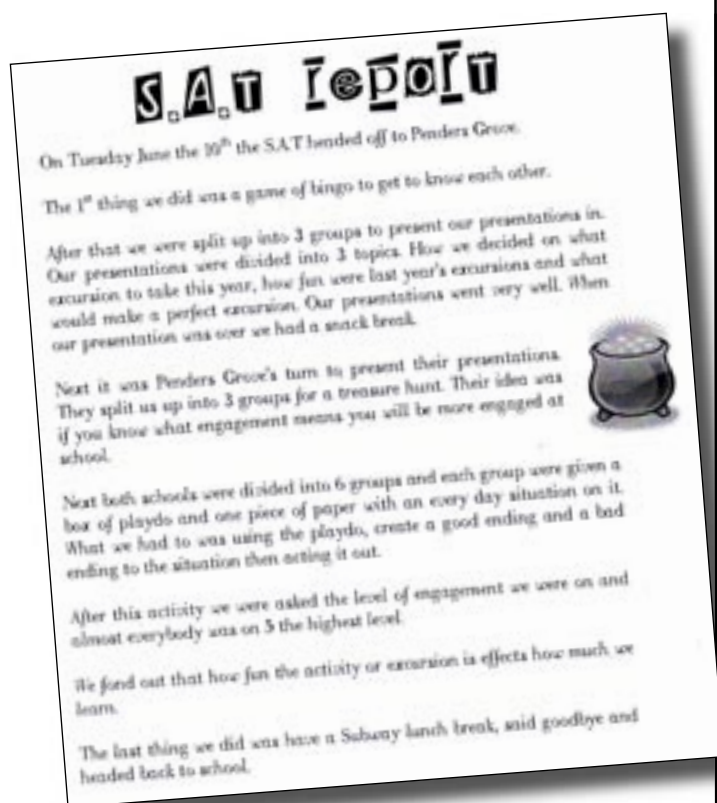 S.A.T report
On Tuesday June the 10th the S.A.T headed off to Penders Grove.
The 1st thing we did was a game of bingo to get to know each other.
After that we were split up into 3 groups to present our presentations in.
Our presentations were divided into 3 topics. How we decided on what
excursion to take this year, how fun were last year's excursions and what
would make a perfect excursion. Our presentations went very well. When
our presentation was over we had a snack break.
Next it was Penders Grove's turn to present their presentations.
They split us up into 3 groups for a treasure hunt. Their idea was
if you know what engagement means you will be more engaged at
school.
Next both schools were divided into 6 groups and each group were given a
box of playdo and one piece of paper with an every day situation on it.
What we had to was using the playdo, create a good ending and a bad
ending to the situation then acting it out.
After this activity we were asked the level of engagement we were on and
almost everybody was on 5 the highest level.
We fond out that how fun the activity or excursion is effects how much we
learn.
The last thing we did was have a Subway lunch break, said goodbye and
headed back to school.